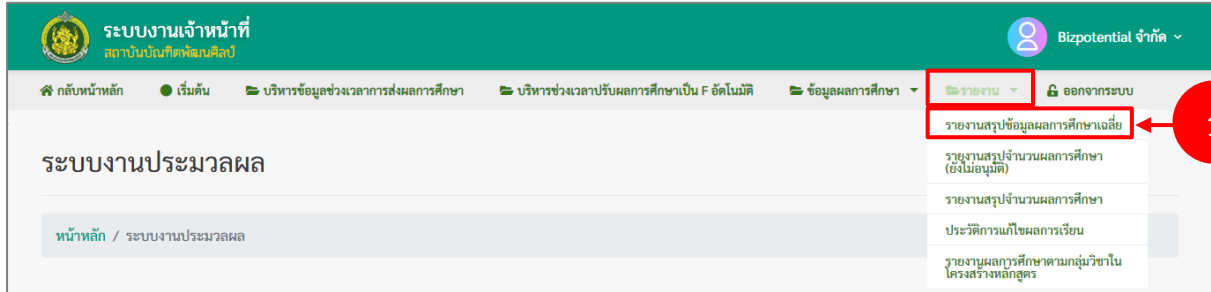 ระบบงานเจ้าหน้าที่
สถาบันบัณฑิตพัฒนศิลป์
Bizpotential จำกัด
กลับหน้าหลัก เริ่มต้น บริหารข้อมูลช่วงเวลาการส่งผลการศึกษา บริหารช่วงเวลาปรับผลการศึกษาเป็น F อัตโนมัติ ข้อมูลผลการศึกษา รายงาน ออกจากระบบ
รายงานสรุปข้อมูลผลการศึกษาเฉลี่ย
1
รายงานสรุปจำนวนผลการศึกษา
(ยังไม่อนุมัติ)
รายงานสรุปจำนวนผลการศึกษา
ประวัติการแก้ไขผลการเรียน
รายงานผลการศึกษาตามกลุ่มวิชาใน
โครงสร้างหลักสูตร
ระบบงานประมวลผล
หน้าหลัก / ระบบงานประมวลผล